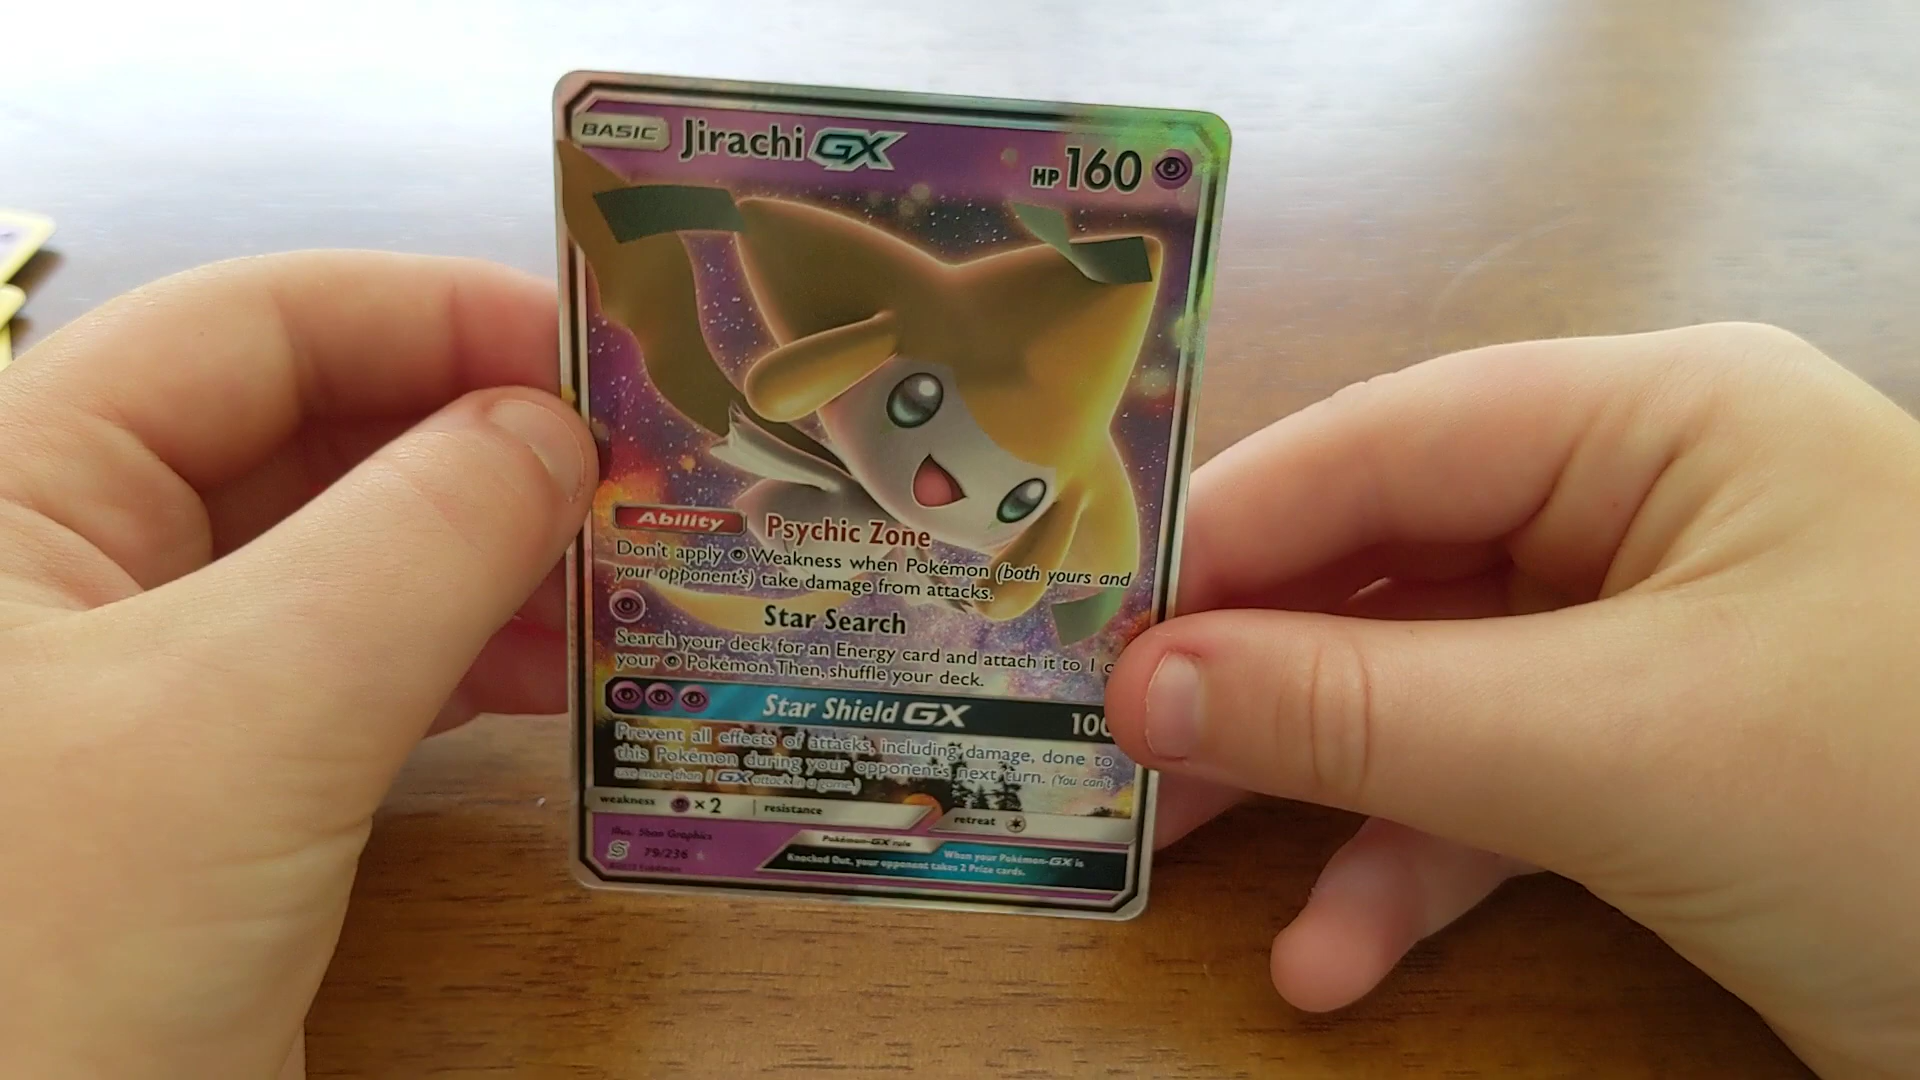 BASIC Jirachi GX HP 160
Ability Psychic Zone
Don't apply Weakness when Pokémon (both yours and
your opponent's) take damage from attacks.
Star Search
Search your deck for an Energy card and attach it to 1
your Pokémon. Then, shuffle your deck.
Star Shield GX 100
Prevent all effects of attacks, including damage, done to
this Pokémon during your opponent's next turn. (You can't
use more than 1 GX attack in a game.)
weakness ×2 resistance retreat
Illus. 5ban Graphics
79/236
Pokémon-GX rule When your Pokémon-GX is
Knocked Out, your opponent takes 2 Prize cards.